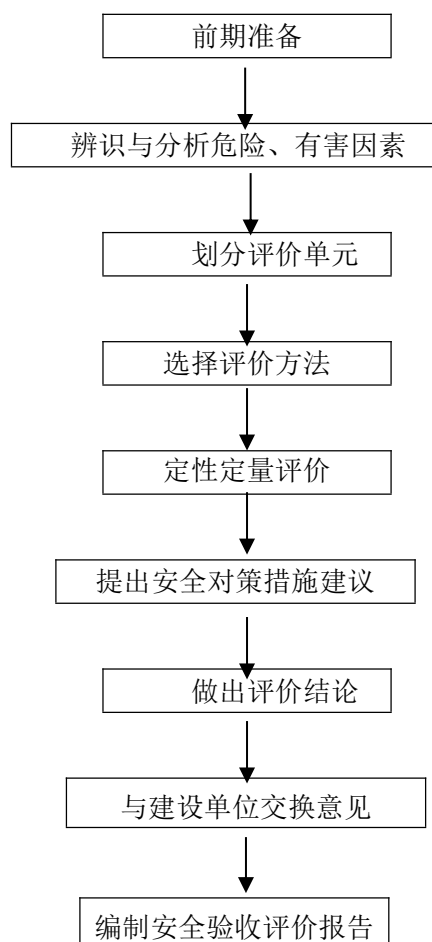 前期准备
辨识与分析危险、有害因素
划分评价单元
选择评价方法
定性定量评价
提出安全对策措施建议
做出评价结论
与建设单位交换意见
编制安全验收评价报告